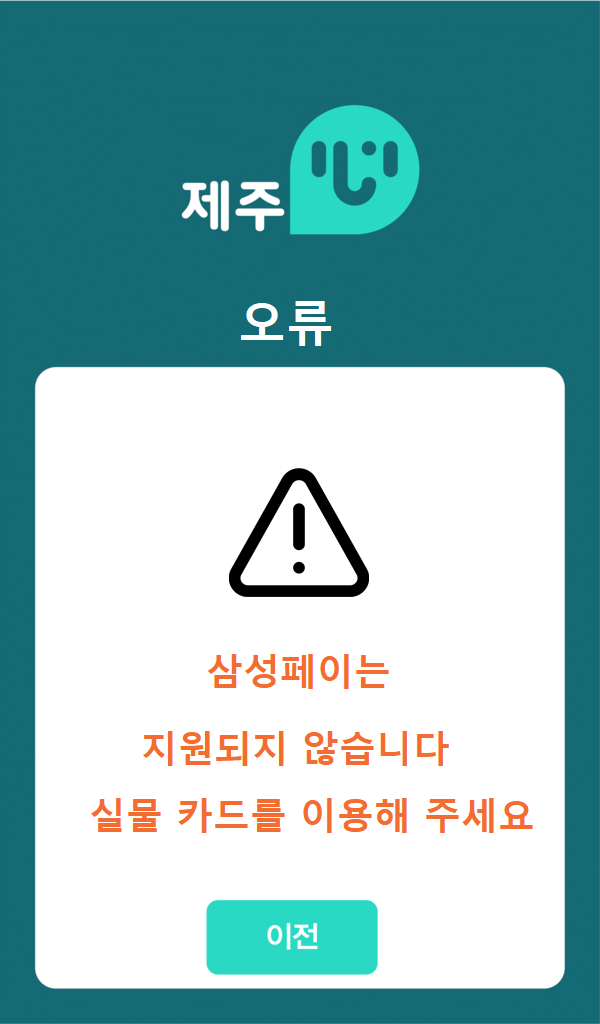 제주
오류
삼성페이는
지원되지 않습니다
실물 카드를 이용해 주세요
이전